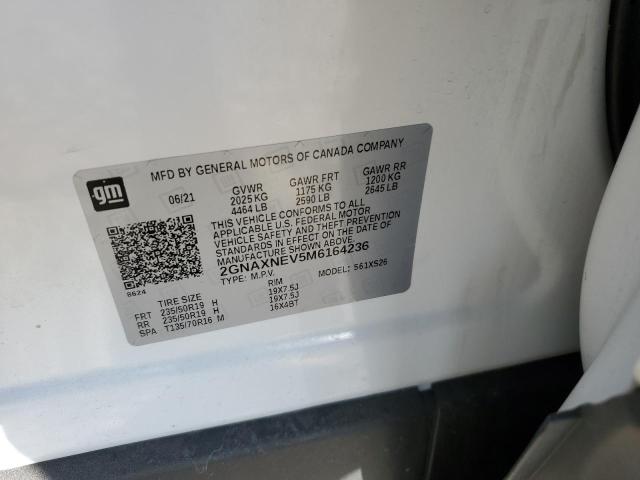 gm
MFD BY GENERAL MOTORS OF CANADA COMPANY
06/21 GVWR GAWR FRT GAWR RR
2025 KG 1175 KG 1200 KG
4464 LB 2590 LB 2645 LB
THIS VEHICLE CONFORMS TO ALL
APPLICABLE U.S. FEDERAL MOTOR
VEHICLE SAFETY AND THEFT
PREVENTION STANDARDS IN
EFFECT ON THE DATE OF
MANUFACTURE SHOWN ABOVE.
2GNAXNEV5M6164236
TYPE: M.P.V. MODEL: 561XS26
8624
TIRE SIZE RIM
FRT 235/50R19 H 19X7.5J
RR 235/50R19 H 19X7.5J
SPA T135/70R16 M 16X4BT